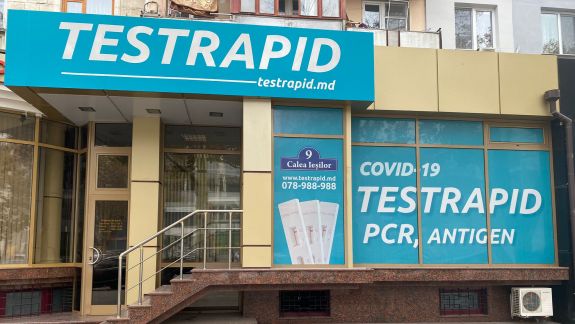 TESTRAPID
testrapid.md
9
Calea Ieșilor
www.testrapid.md
078-988-988
COVID-19
TESTRAPID
PCR, ANTIGEN